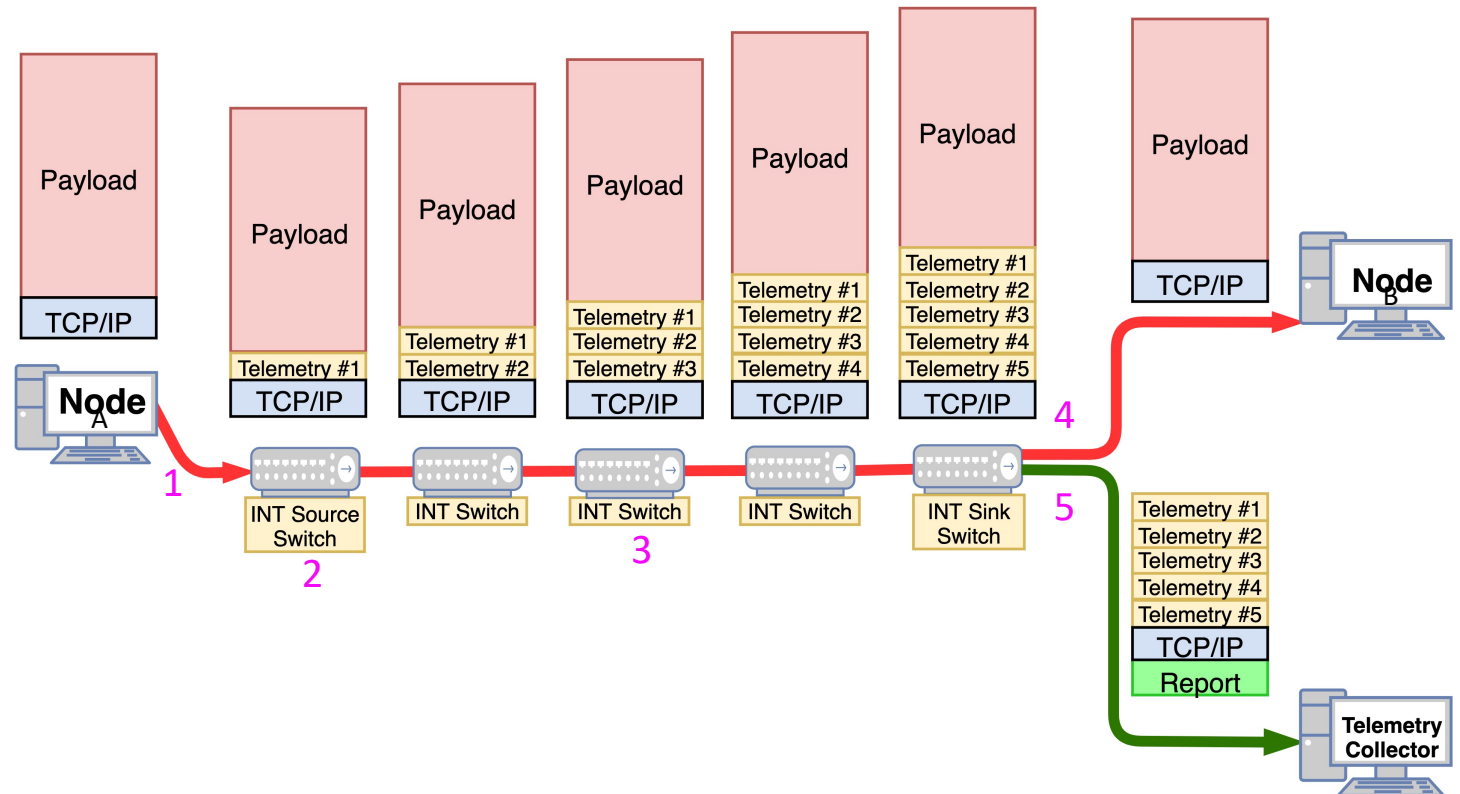 Payload
TCP/IP
Node
A
1
Payload
Telemetry #1
TCP/IP
INT Source
Switch
2
Payload
Telemetry #1
Telemetry #2
TCP/IP
INT Switch
Payload
Telemetry #1
Telemetry #2
Telemetry #3
TCP/IP
INT Switch
3
Payload
Telemetry #1
Telemetry #2
Telemetry #3
Telemetry #4
TCP/IP
INT Switch
Payload
Telemetry #1
Telemetry #2
Telemetry #3
Telemetry #4
Telemetry #5
TCP/IP
INT Sink
Switch
4
5
Payload
TCP/IP
Node
B
Telemetry #1
Telemetry #2
Telemetry #3
Telemetry #4
Telemetry #5
TCP/IP
Report
Telemetry
Collector